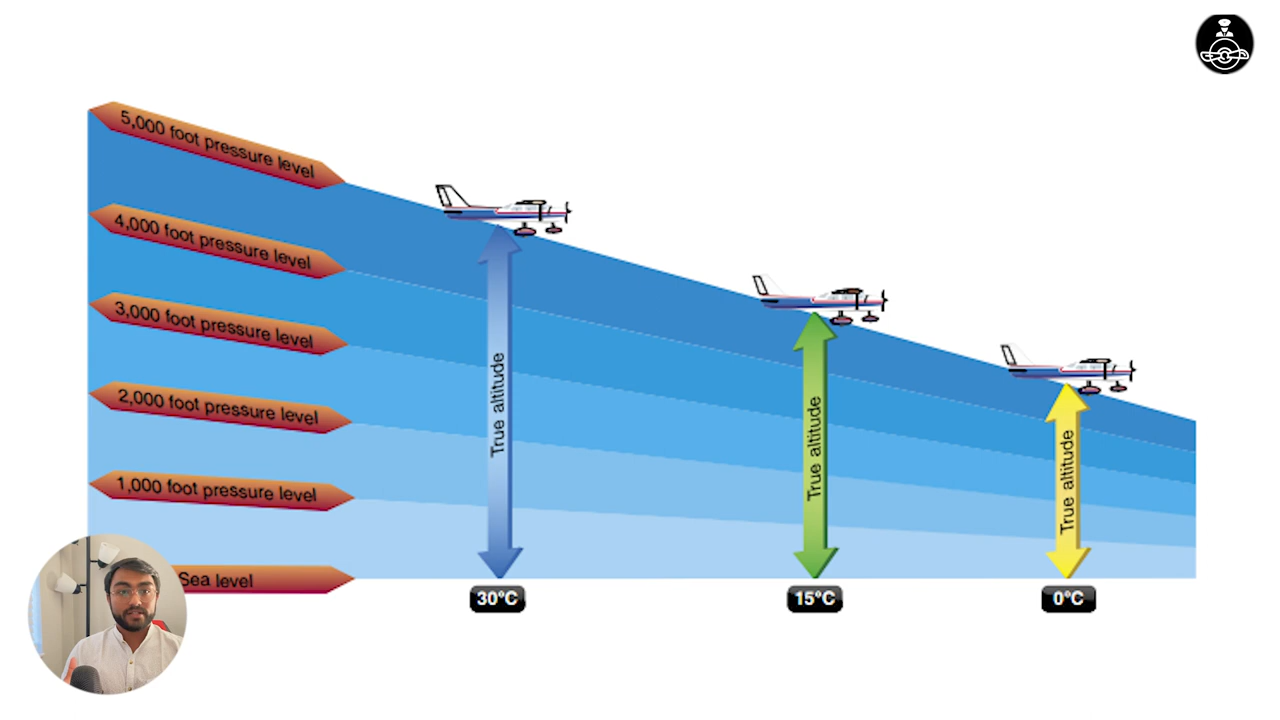 5,000 foot pressure level
4,000 foot pressure level
3,000 foot pressure level
2,000 foot pressure level
1,000 foot pressure level
Sea level
True altitude
True altitude
True altitude
30°C
15°C
0°C